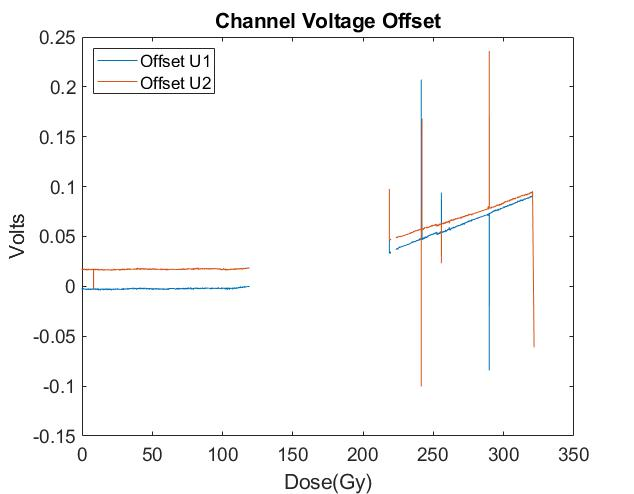 Channel Voltage Offset
0.25
Offset U1
Offset U2
0.2
0.15
0.1
0.05
0
-0.05
-0.1
-0.15
Volts
0 50 100 150 200 250 300 350
Dose(Gy)